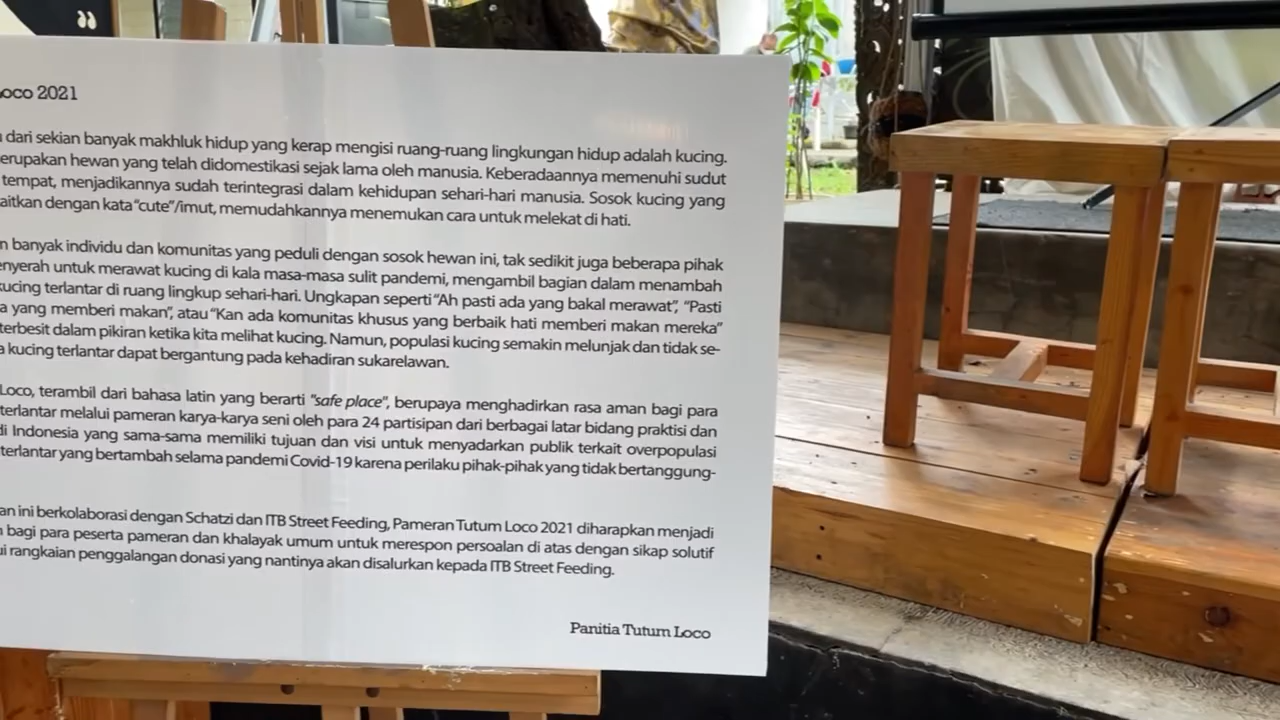 Loco 2021
dari sekian banyak makhluk hidup yang kerap mengisi ruang-ruang lingkungan hidup adalah kucing.
erupakan hewan yang telah didomestikasi sejak lama oleh manusia. Keberadaannya memenuhi sudut
tempat, menjadikannya sudah terintegrasi dalam kehidupan sehari-hari manusia. Sosok kucing yang
aitkan dengan kata "cute"/imut, memudahkannya menemukan cara untuk melekat di hati.
n banyak individu dan komunitas yang peduli dengan sosok hewan ini, tak sedikit juga beberapa pihak
enyerah untuk merawat kucing di kala masa-masa sulit pandemi, mengambil bagian dalam menambah
kucing terlantar di ruang lingkup sehari-hari. Ungkapan seperti "Ah pasti ada yang bakal merawat", "Pasti
a yang memberi makan", atau "Kan ada komunitas khusus yang berbaik hati memberi makan mereka"
terbesit dalam pikiran ketika kita melihat kucing. Namun, populasi kucing semakin melunjak dan tidak se-
a kucing terlantar dapat bergantung pada kehadiran sukarelawan.
Loco, terambil dari bahasa latin yang berarti "safe place", berupaya menghadirkan rasa aman bagi para
terlantar melalui pameran karya-karya seni oleh para 24 partisipan dari berbagai latar bidang praktisi dan
di Indonesia yang sama-sama memiliki tujuan dan visi untuk menyadarkan publik terkait overpopulasi
terlantar yang bertambah selama pandemi Covid-19 karena perilaku pihak-pihak yang tidak bertanggung-
an ini berkolaborasi dengan Schatzi dan ITB Street Feeding, Pameran Tutum Loco 2021 diharapkan menjadi
bagi para peserta pameran dan khalayak umum untuk merespon persoalan di atas dengan sikap solutif
ui rangkaian penggalangan donasi yang nantinya akan disalurkan kepada ITB Street Feeding.
Panitia Tutum Loco